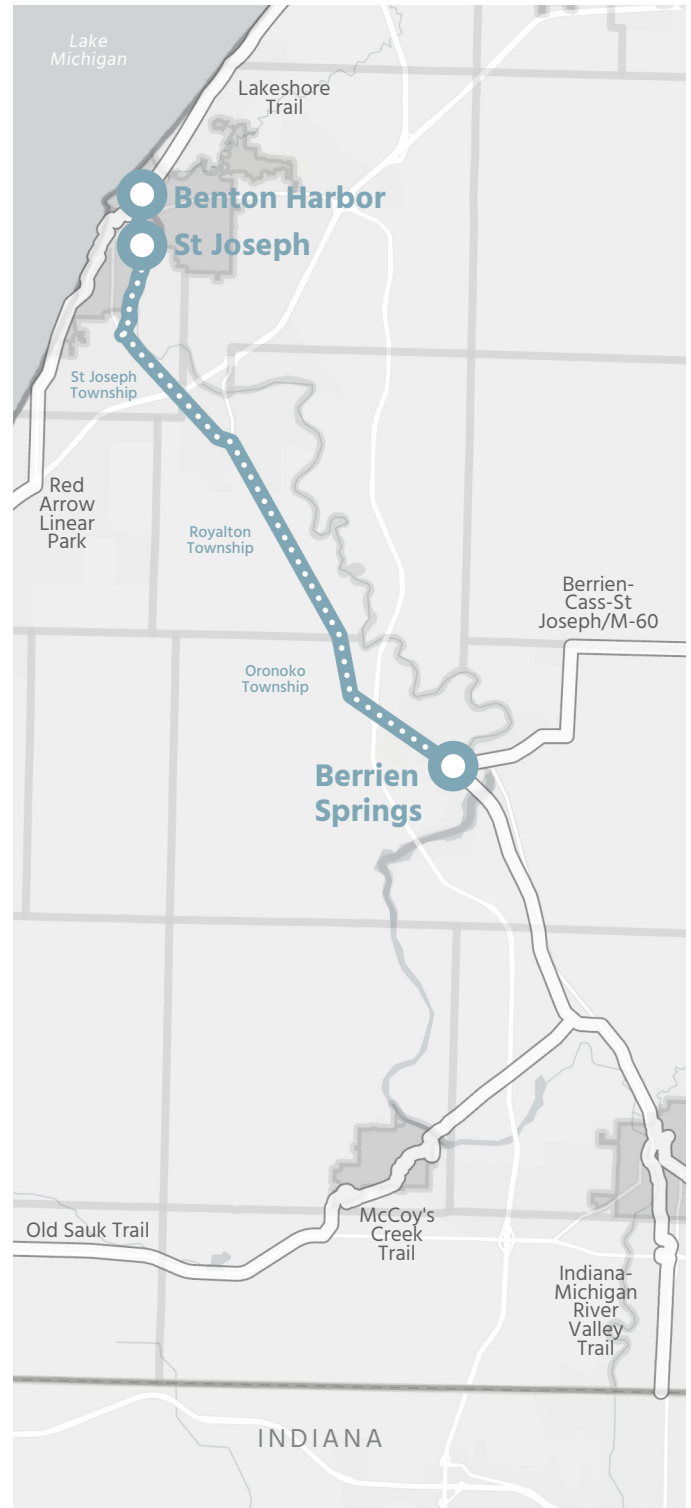 Lake
Michigan
Lakeshore
Trail
Benton Harbor
St Joseph
St Joseph
Township
Red
Arrow
Linear
Park
Royalton
Township
Berrien-
Cass-St
Joseph/M-60
Oronoko
Township
Berrien
Springs
Old Sauk Trail
McCoy's
Creek
Trail
Indiana-
Michigan
River
Valley
Trail
INDIANA